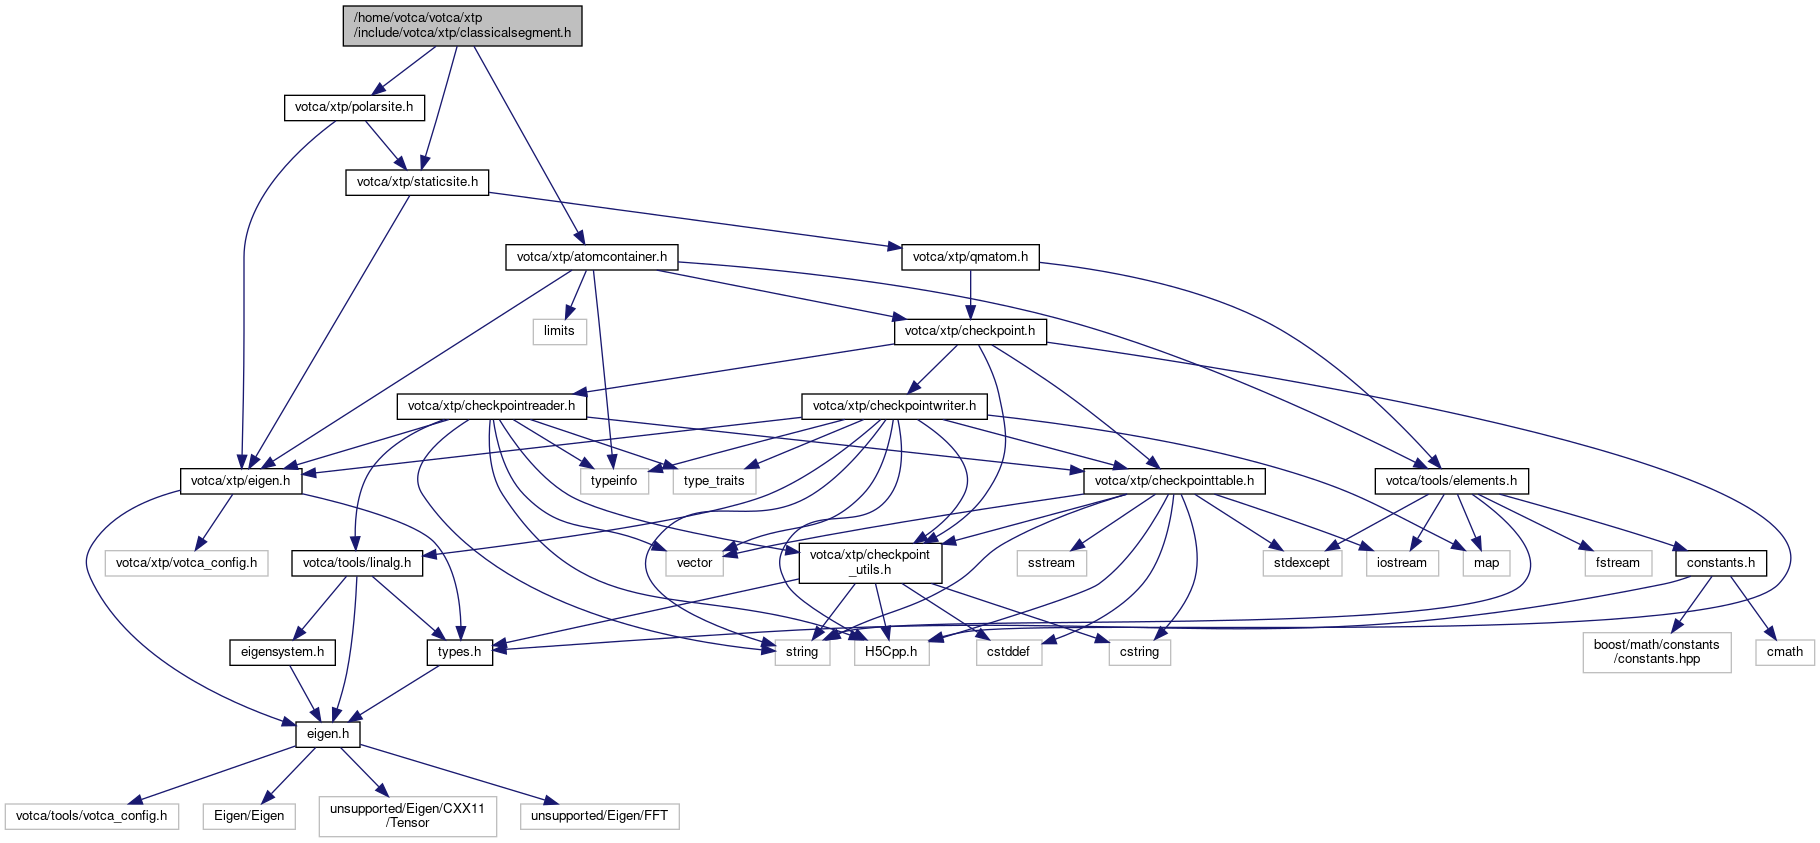 /home/votca/votca/xtp
/include/votca/xtp/classicalsegment.h
votca/xtp/polarsite.h
votca/xtp/staticsite.h
votca/xtp/atomcontainer.h
votca/xtp/qmatom.h
limits
votca/xtp/checkpoint.h
votca/xtp/checkpointreader.h
votca/xtp/checkpointwriter.h
votca/xtp/eigen.h
typeinfo
type_traits
votca/xtp/checkpointtable.h
votca/tools/elements.h
votca/xtp/votca_config.h
votca/tools/linalg.h
vector
votca/xtp/checkpoint
_utils.h
sstream
stdexcept
iostream
map
fstream
constants.h
eigensystem.h
types.h
string
H5Cpp.h
cstddef
cstring
boost/math/constants
/constants.hpp
cmath
eigen.h
votca/tools/votca_config.h
Eigen/Eigen
unsupported/Eigen/CXX11
/Tensor
unsupported/Eigen/FFT